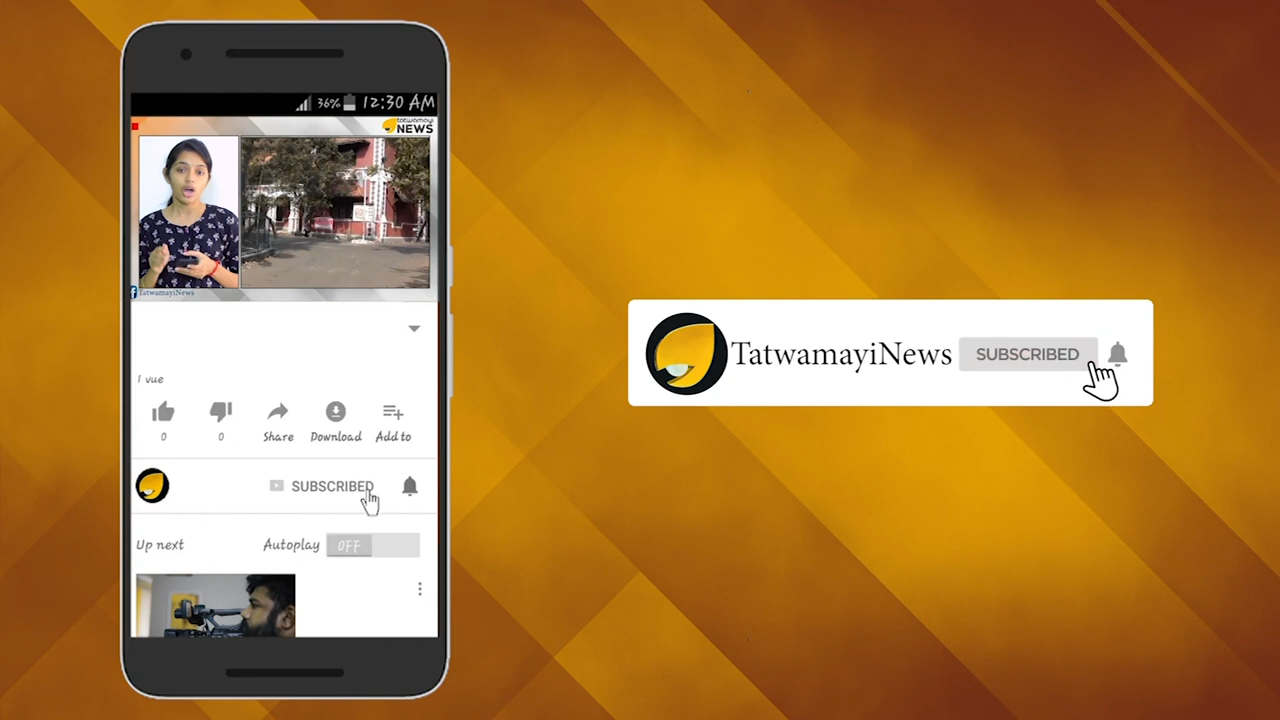 36% 12:30 AM
tatwamayi
NEWS
TatwamayiNews
1 vue
0 0 Share Download Add to
SUBSCRIBED
Up next Autoplay OFF
TatwamayiNews SUBSCRIBED